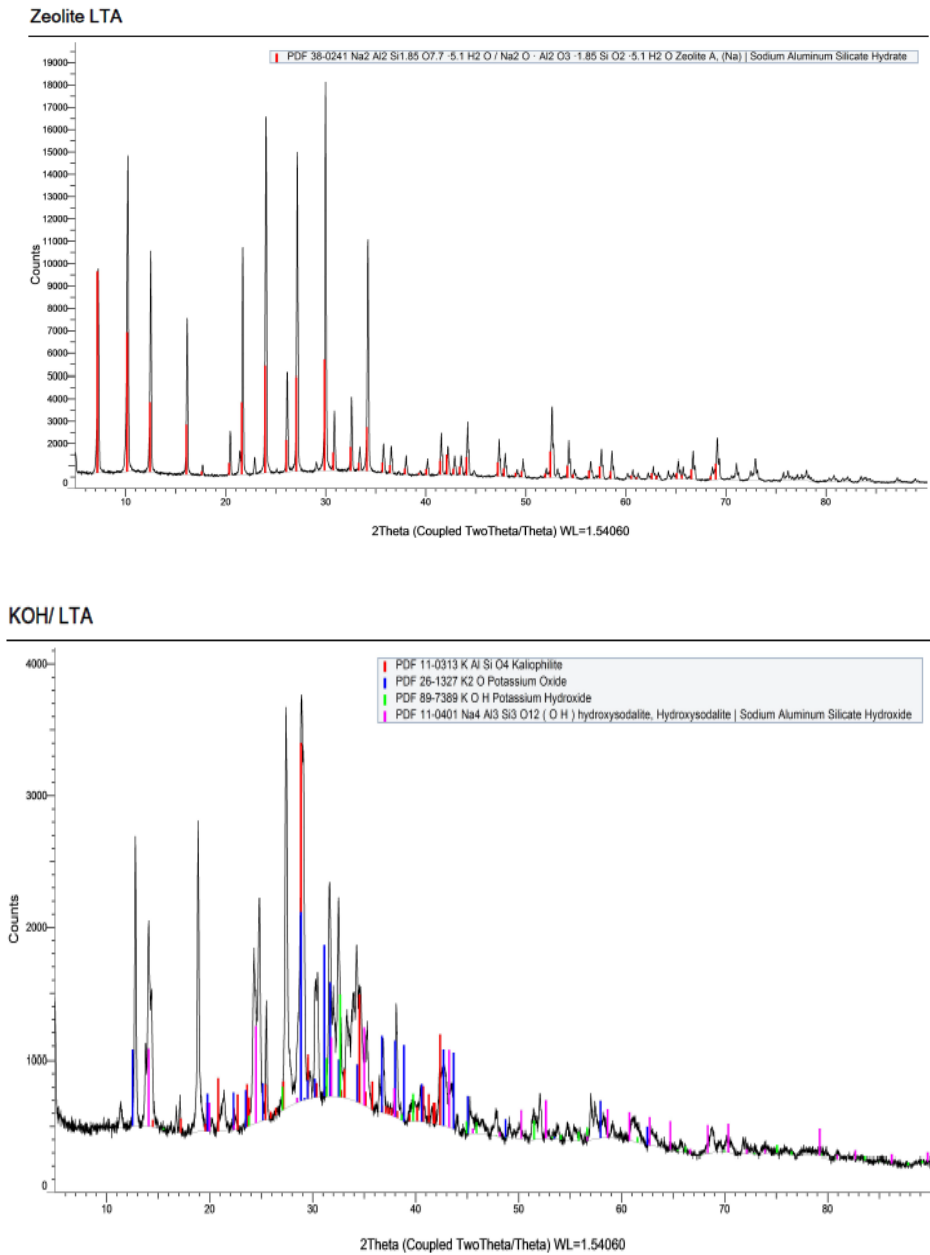 Zeolite LTA
PDF 38-0241 Na2 Al2 Si1.85 O7.7 ·5.1 H2 O / Na2 O · Al2 O3 ·1.85 Si O2 ·5.1 H2 O Zeolite A, (Na) | Sodium Aluminum Silicate Hydrate
19000
18000
17000
16000
15000
14000
13000
12000
11000
10000
9000
8000
7000
6000
5000
4000
3000
2000
1000
0
Counts
10 20 30 40 50 60 70 80
2Theta (Coupled TwoTheta/Theta) WL=1.54060
KOH/ LTA
PDF 11-0313 K Al Si O4 Kaliophilite
PDF 26-1327 K2 O Potassium Oxide
PDF 89-7389 K O H Potassium Hydroxide
PDF 11-0401 Na4 Al3 Si3 O12 ( O H ) hydroxysodalite, Hydroxysodalite | Sodium Aluminum Silicate Hydroxide
4000
3000
2000
1000
0
Counts
10 20 30 40 50 60 70 80
2Theta (Coupled TwoTheta/Theta) WL=1.54060